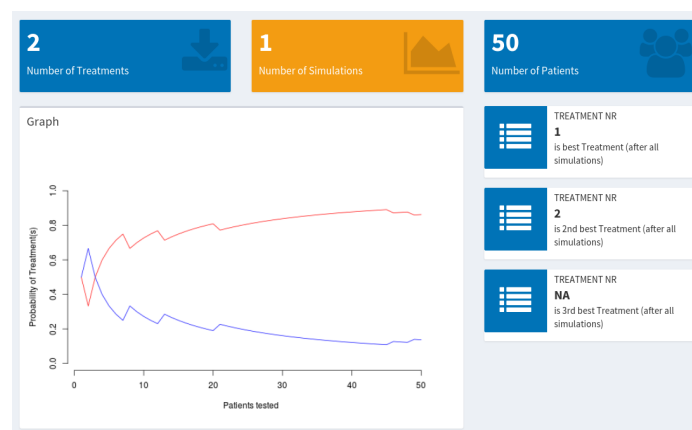 2
Number of Treatments
1
Number of Simulations
50
Number of Patients
Graph
Probability of Treatment(s)
1.0
0.8
0.6
0.4
0.2
0.0
0 10 20 30 40 50
Patients tested
TREATMENT NR
1
is best Treatment (after all
simulations)
TREATMENT NR
2
is 2nd best Treatment (after all
simulations)
TREATMENT NR
NA
is 3rd best Treatment (after all
simulations)